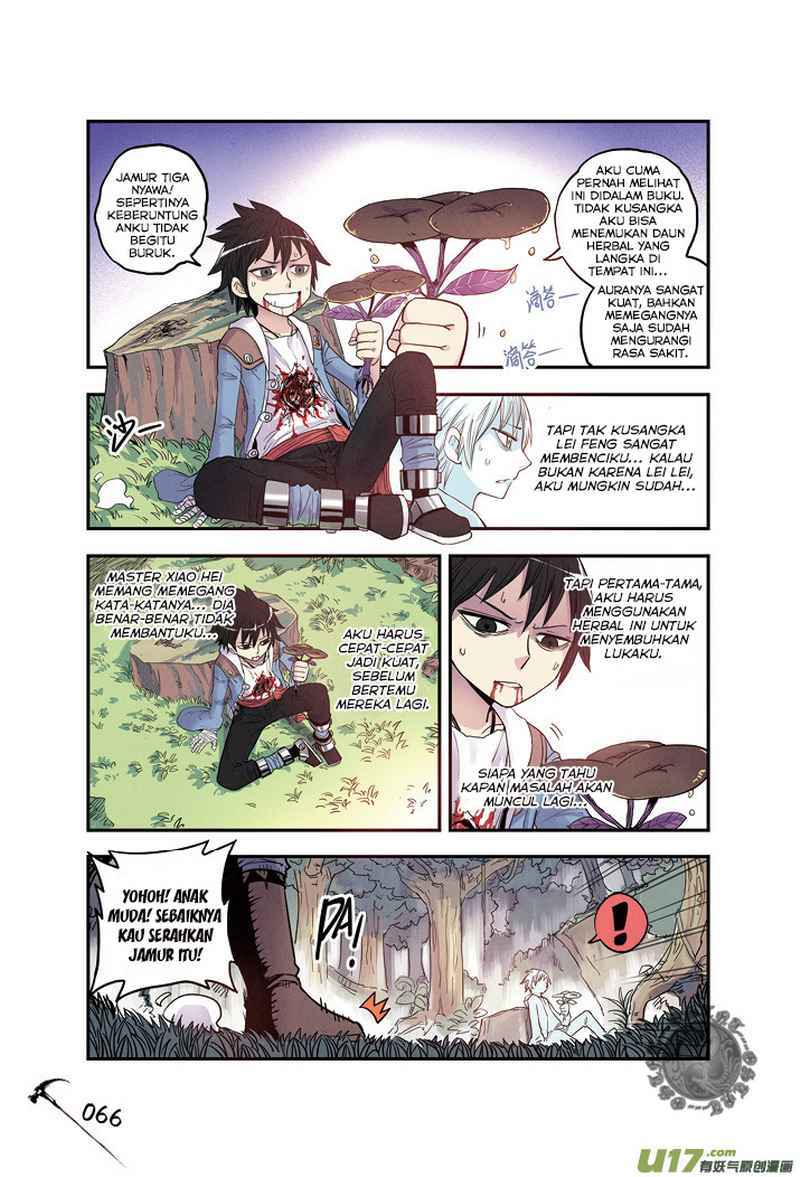 JAMUR TIGA
NYAWA!
SEPERTINYA
KEBERUNTUNG
ANKU TIDAK
BEGITU
BURUK.
AKU CUMA
PERNAH MELIHAT
INI DIDALAM BUKU.
TIDAK KUSANGKA
AKU BISA
MENEMUKAN DAUN
HERBAL YANG
LANGKA DI
TEMPAT INI...
AURANYA SANGAT
KUAT, BAHKAN
MEMEGANGNYA
SAJA SUDAH
MENGURANGI
RASA SAKIT.
滴答—
滴答—
沙—
TAPI TAK KUSANGKA
LEI FENG SANGAT
MEMBENCIKU... KALAU
BUKAN KARENA LEI LEI,
AKU MUNGKIN SUDAH...
MASTER XIAO HEI
MEMANG MEMEGANG
KATA-KATANYA... DIA
BENAR-BENAR TIDAK
MEMBANTUKU...
AKU HARUS
CEPAT-CEPAT
JADI KUAT,
SEBELUM
BERTEMU
MEREKA LAGI.
TAPI PERTAMA-TAMA,
AKU HARUS
MENGGUNAKAN
HERBAL INI UNTUK
MENYEMBUHKAN
LUKAKU.
SIAPA YANG TAHU
KAPAN MASALAH AKAN
MUNCUL LAGI...
YOHOH! ANAK
MUDA! SEBAIKNYA
KAU SERAHKAN
JAMUR ITU!
DA!
!
066
U17.com
有妖气原创漫画